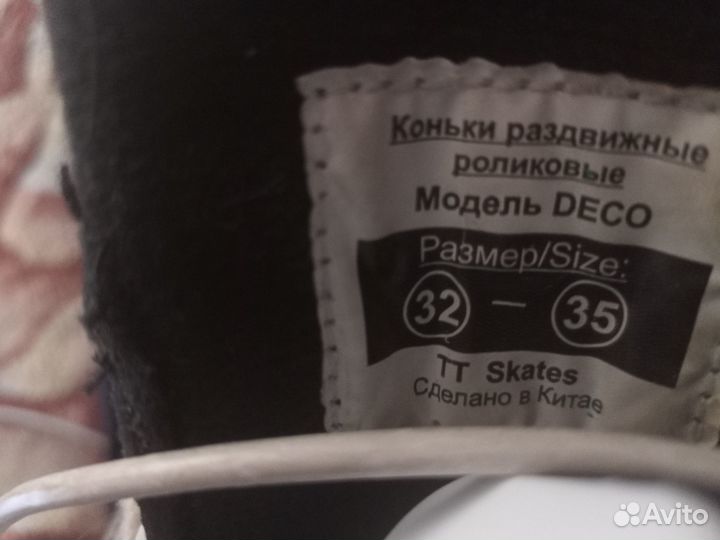 Коньки раздвижные
роликовые
Модель DECO
Размер/Size:
32 — 35
TT Skates
Сделано в Китае
Avito